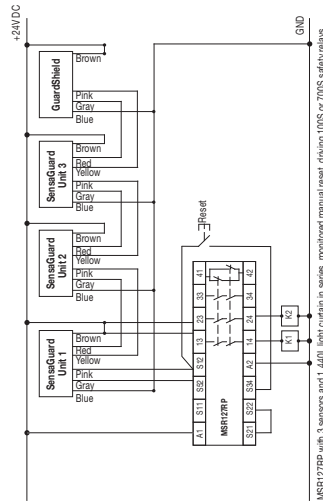 +24V DC
GND
GuardShield
Brown
Pink
Gray
Blue
SensaGuard
Unit 3
Brown
Red
Yellow
Pink
Gray
Blue
SensaGuard
Unit 2
Brown
Red
Yellow
Pink
Gray
Blue
SensaGuard
Unit 1
Brown
Red
Yellow
Pink
Gray
Blue
Reset
A1 S11 S52 S12 13 23 33 41
MSR127RP
S21 S22 S34 A2 14 24 34 42
K1 K2
MSR127RP with 3 sensors and 1 440L light curtain in series, monitored manual reset, driving 100S or 700S safety relays